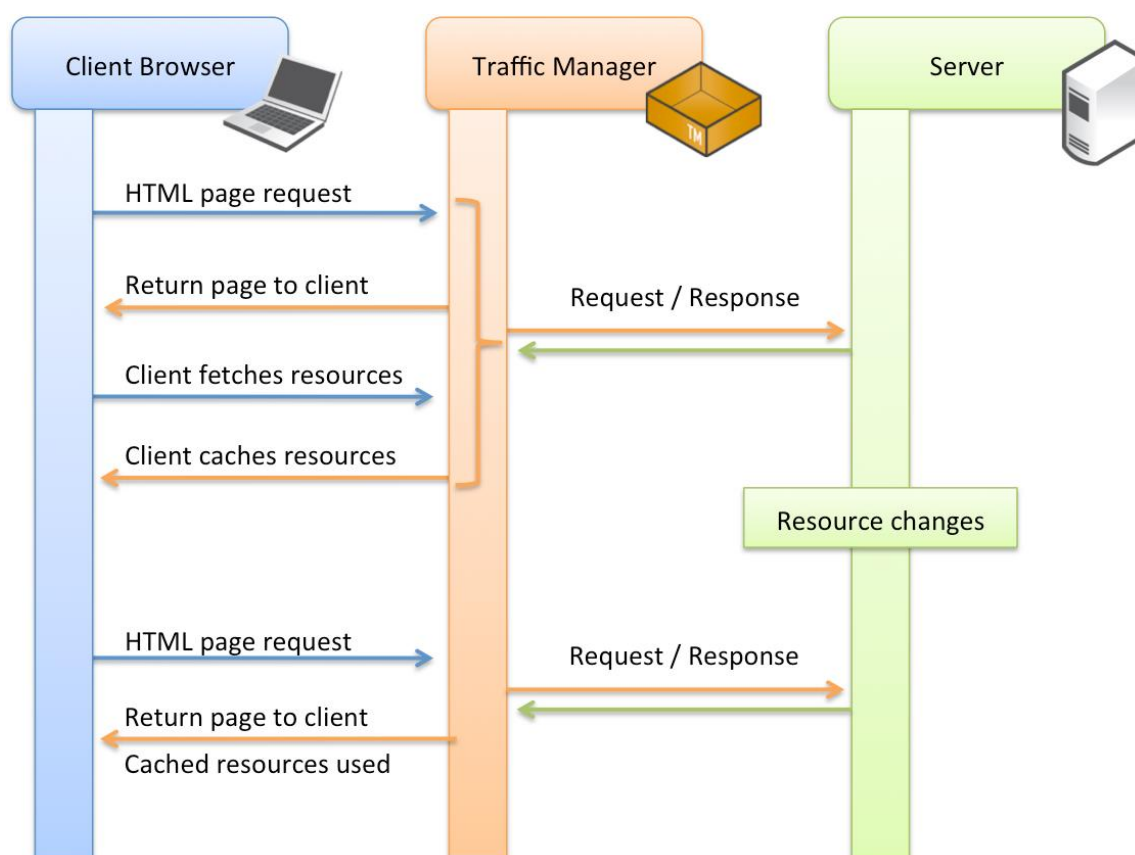 Client Browser
Traffic Manager
Server
TM
HTML page request
Return page to client
Request / Response
Client fetches resources
Client caches resources
Resource changes
HTML page request
Request / Response
Return page to client
Cached resources used